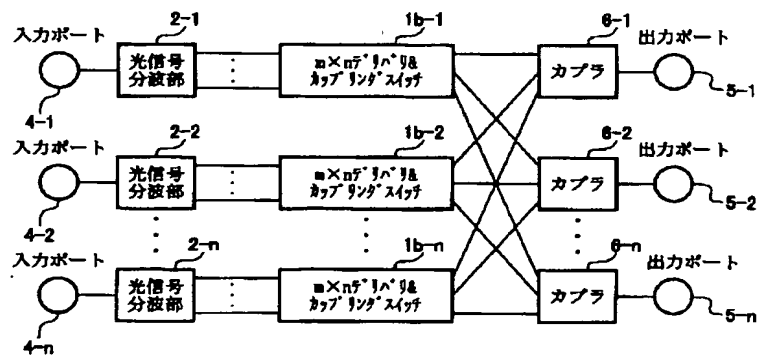 2-1 1b-1 6-1
入力ポート 出力ポート
光信号
分波部
m×nデリバリ&
カップリングスイッチ
カプラ
4-1 5-1
2-2 1b-2 6-2
入力ポート 出力ポート
光信号
分波部
m×nデリバリ&
カップリングスイッチ
カプラ
4-2 5-2
2-n 1b-n 6-n
入力ポート 出力ポート
光信号
分波部
m×nデリバリ&
カップリングスイッチ
カプラ
4-n 5-n